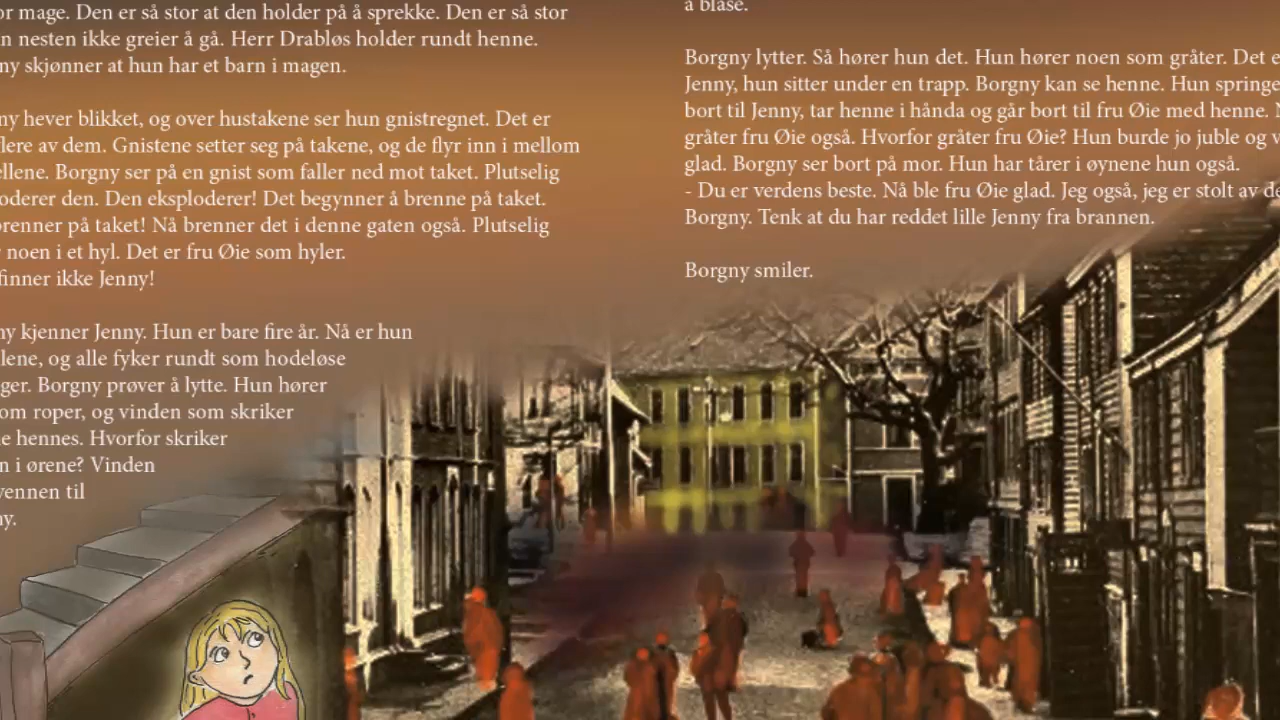 or mage. Den er så stor at den holder på å sprekke. Den er så stor
n nesten ikke greier å gå. Herr Drabløs holder rundt henne.
ny skjønner at hun har et barn i magen.
ny hever blikket, og over hustakene ser hun gnistregnet. Det er
flere av dem. Gnistene setter seg på takene, og de flyr inn i mellom
ellene. Borgny ser på en gnist som faller ned mot taket. Plutselig
oderer den. Den eksploderer! Det begynner å brenne på taket.
brenner på taket! Nå brenner det i denne gaten også. Plutselig
r noen i et hyl. Det er fru Øie som hyler.
finner ikke Jenny!
ny kjenner Jenny. Hun er bare fire år. Nå er hun
lene, og alle fyker rundt som hodeløse
ger. Borgny prøver å lytte. Hun hører
om roper, og vinden som skriker
e hennes. Hvorfor skriker
n i ørene? Vinden
vennen til
ny.
å blåse.
Borgny lytter. Så hører hun det. Hun hører noen som gråter. Det e
Jenny, hun sitter under en trapp. Borgny kan se henne. Hun springe
bort til Jenny, tar henne i hånda og går bort til fru Øie med henne. N
gråter fru Øie også. Hvorfor gråter fru Øie? Hun burde jo juble og v
glad. Borgny ser bort på mor. Hun har tårer i øynene hun også.
- Du er verdens beste. Nå ble fru Øie glad. Jeg også, jeg er stolt av de
Borgny. Tenk at du har reddet lille Jenny fra brannen.
Borgny smiler.